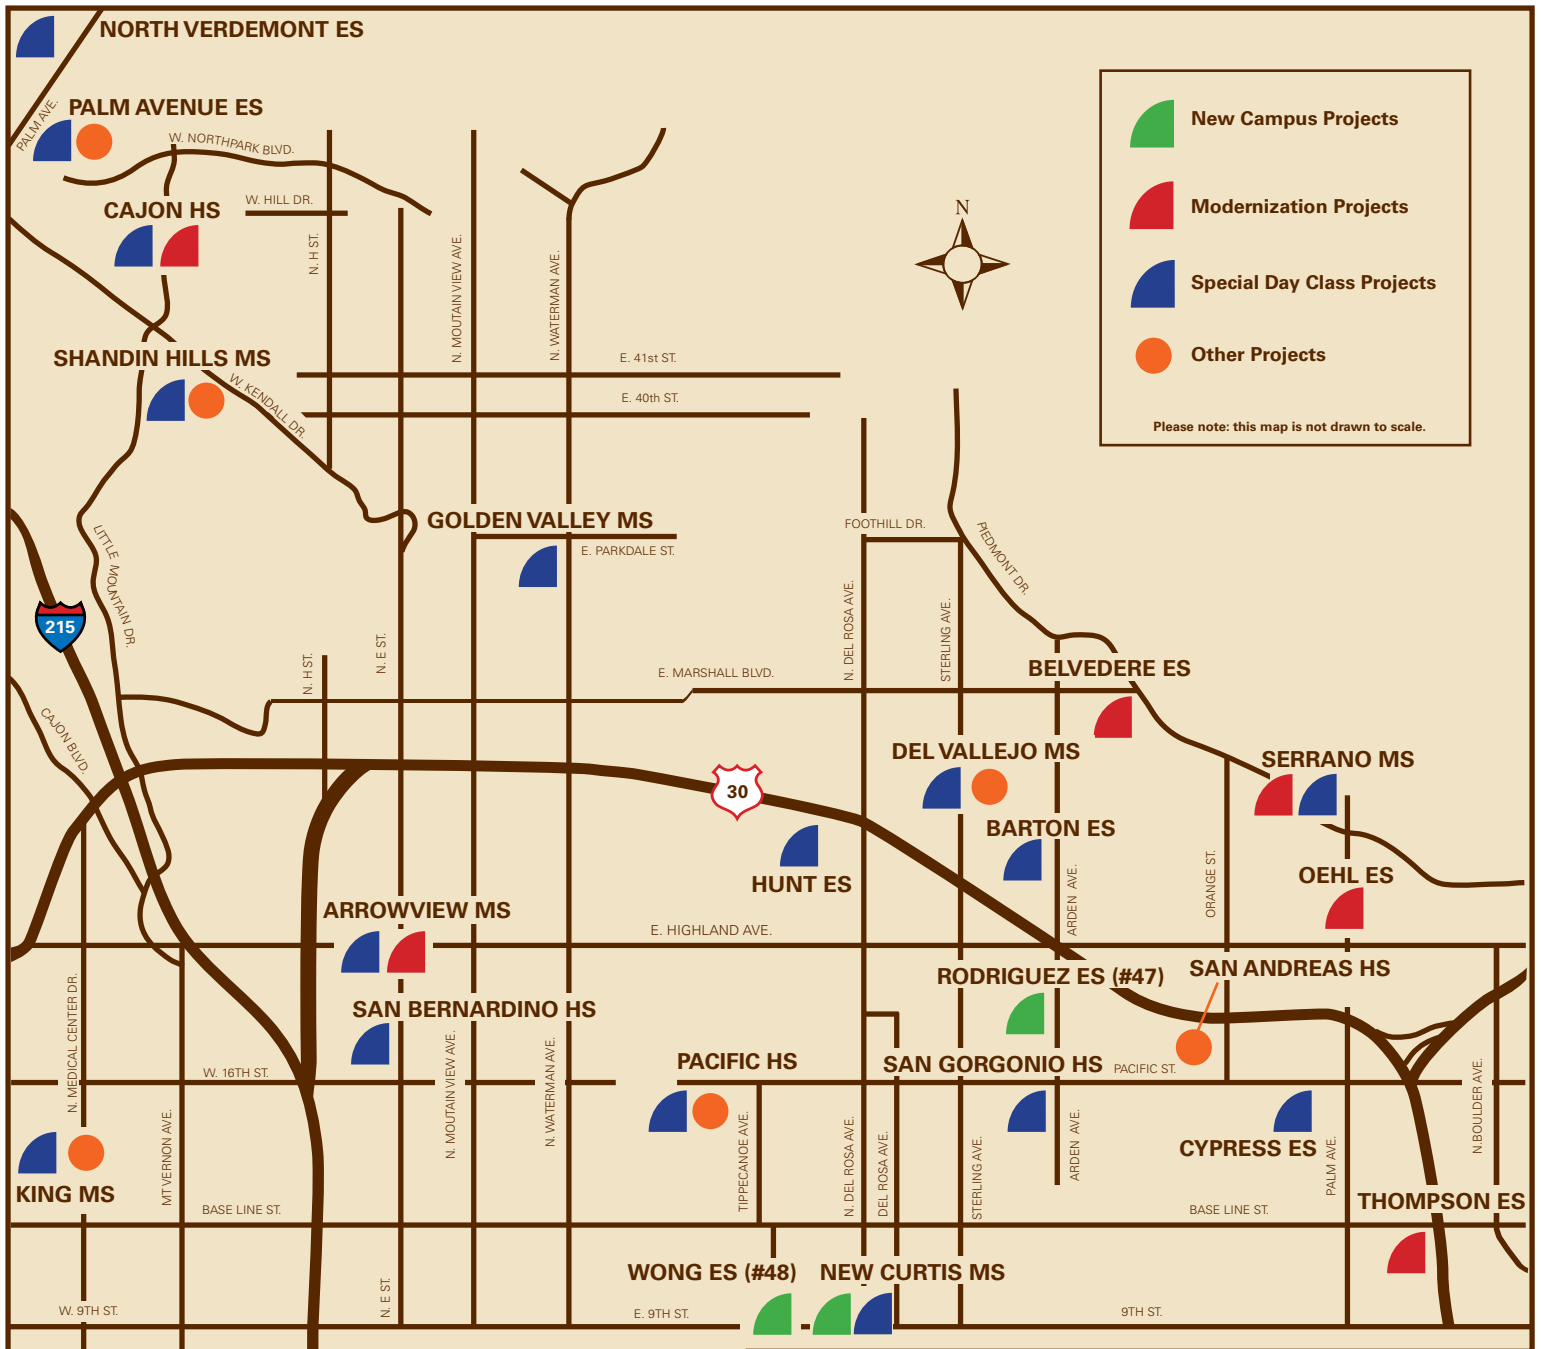 NORTH VERDEMONT ES
PALM AVE.
PALM AVENUE ES
W. NORTHPARK BLVD.
New Campus Projects
Modernization Projects
Special Day Class Projects
Other Projects
Please note: this map is not drawn to scale.
N
CAJON HS
W. HILL DR.
N. H ST.
N. MOUTAIN VIEW AVE.
N. WATERMAN AVE.
SHANDIN HILLS MS
W. KENDALL DR.
E. 41st ST.
E. 40th ST.
GOLDEN VALLEY MS
E. PARKDALE ST.
FOOTHILL DR.
PIEDMONT DR.
LITTLE MOUNTAIN DR.
215
N. E ST.
N. H ST.
N. DEL ROSA AVE.
STERLING AVE.
E. MARSHALL BLVD.
BELVEDERE ES
CAJON BLVD.
DEL VALLEJO MS
SERRANO MS
30
BARTON ES
HUNT ES
ARDEN AVE.
ORANGE ST.
OEHL ES
ARROWVIEW MS
E. HIGHLAND AVE.
RODRIGUEZ ES (#47)
SAN ANDREAS HS
SAN BERNARDINO HS
N. MEDICAL CENTER DR.
W. 16TH ST.
N. MOUTAIN VIEW AVE.
N. WATERMAN AVE.
PACIFIC HS
SAN GORGONIO HS
PACIFIC ST.
N.BOULDER AVE.
MT VERNON AVE.
TIPPECANOE AVE.
N. DEL ROSA AVE.
DEL ROSA AVE.
STERLING AVE.
ARDEN AVE.
CYPRESS ES
PALM AVE.
KING MS
THOMPSON ES
BASE LINE ST.
BASE LINE ST.
WONG ES (#48)
NEW CURTIS MS
N. E ST.
W. 9TH ST.
E. 9TH ST.
9TH ST.